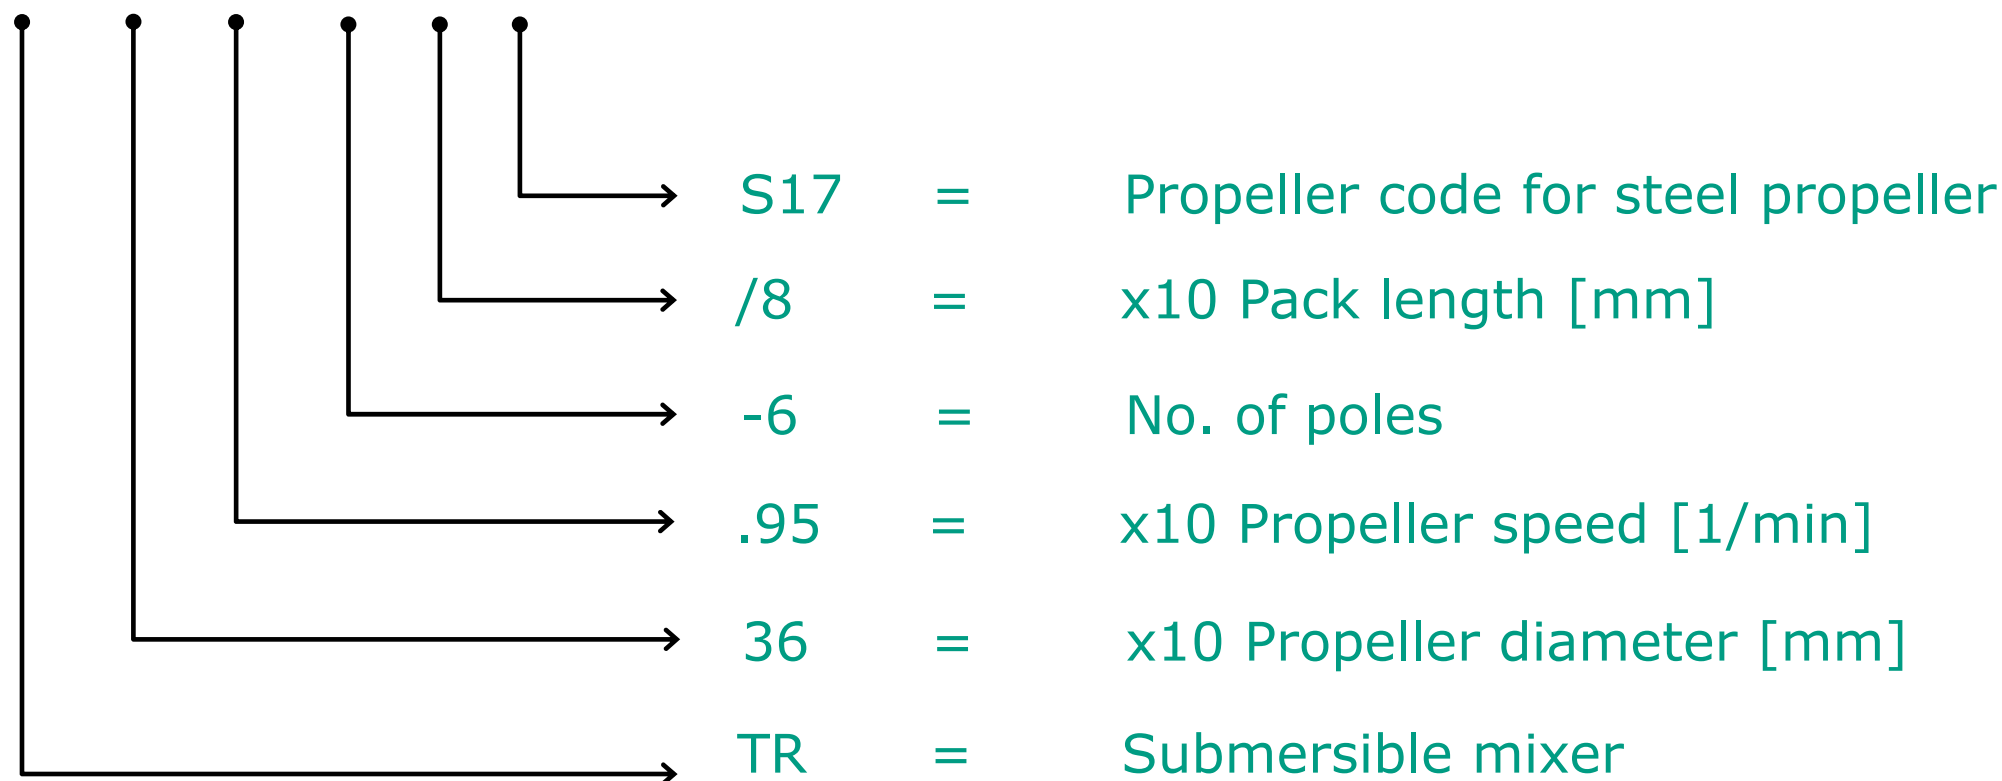 S17 = Propeller code for steel propeller
/8 = x10 Pack length [mm]
-6 = No. of poles
.95 = x10 Propeller speed [1/min]
36 = x10 Propeller diameter [mm]
TR = Submersible mixer